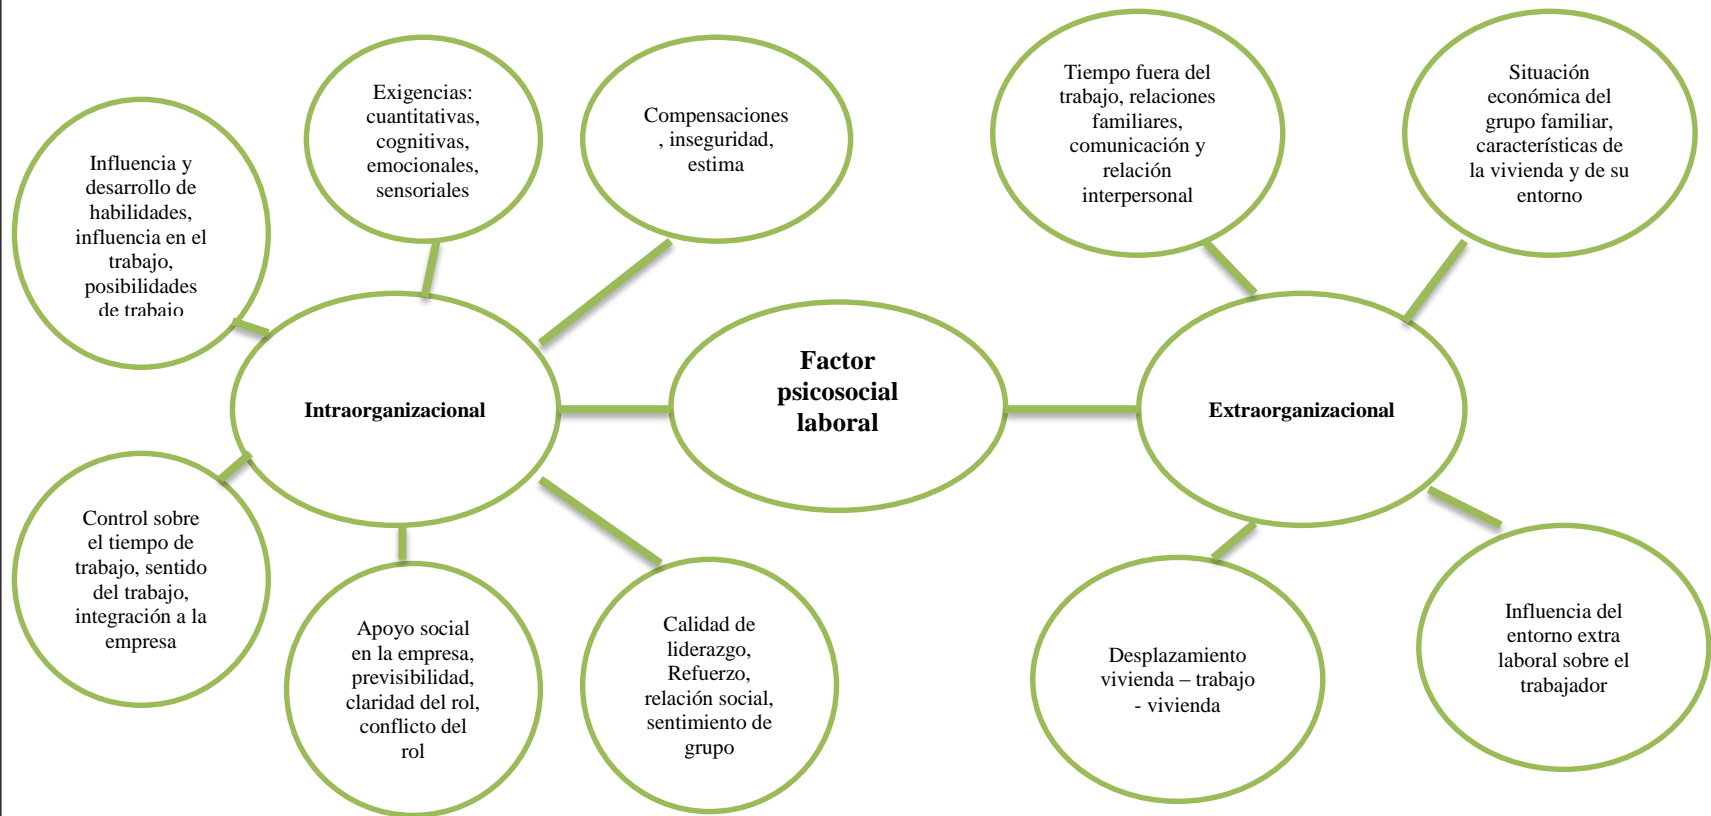 Exigencias:
cuantitativas,
cognitivas,
emocionales,
sensoriales
Compensaciones
, inseguridad,
estima
Tiempo fuera del
trabajo, relaciones
familiares,
comunicación y
relación
interpersonal
Situación
económica del
grupo familiar,
características de
la vivienda y de su
entorno
Influencia y
desarrollo de
habilidades,
influencia en el
trabajo,
posibilidades
de trabajo
Intraorganizacional
Factor
psicosocial
laboral
Extraorganizacional
Control sobre
el tiempo de
trabajo, sentido
del trabajo,
integración a la
empresa
Apoyo social
en la empresa,
previsibilidad,
claridad del rol,
conflicto del
rol
Calidad de
liderazgo,
Refuerzo,
relación social,
sentimiento de
grupo
Desplazamiento
vivienda – trabajo
- vivienda
Influencia del
entorno extra
laboral sobre el
trabajador